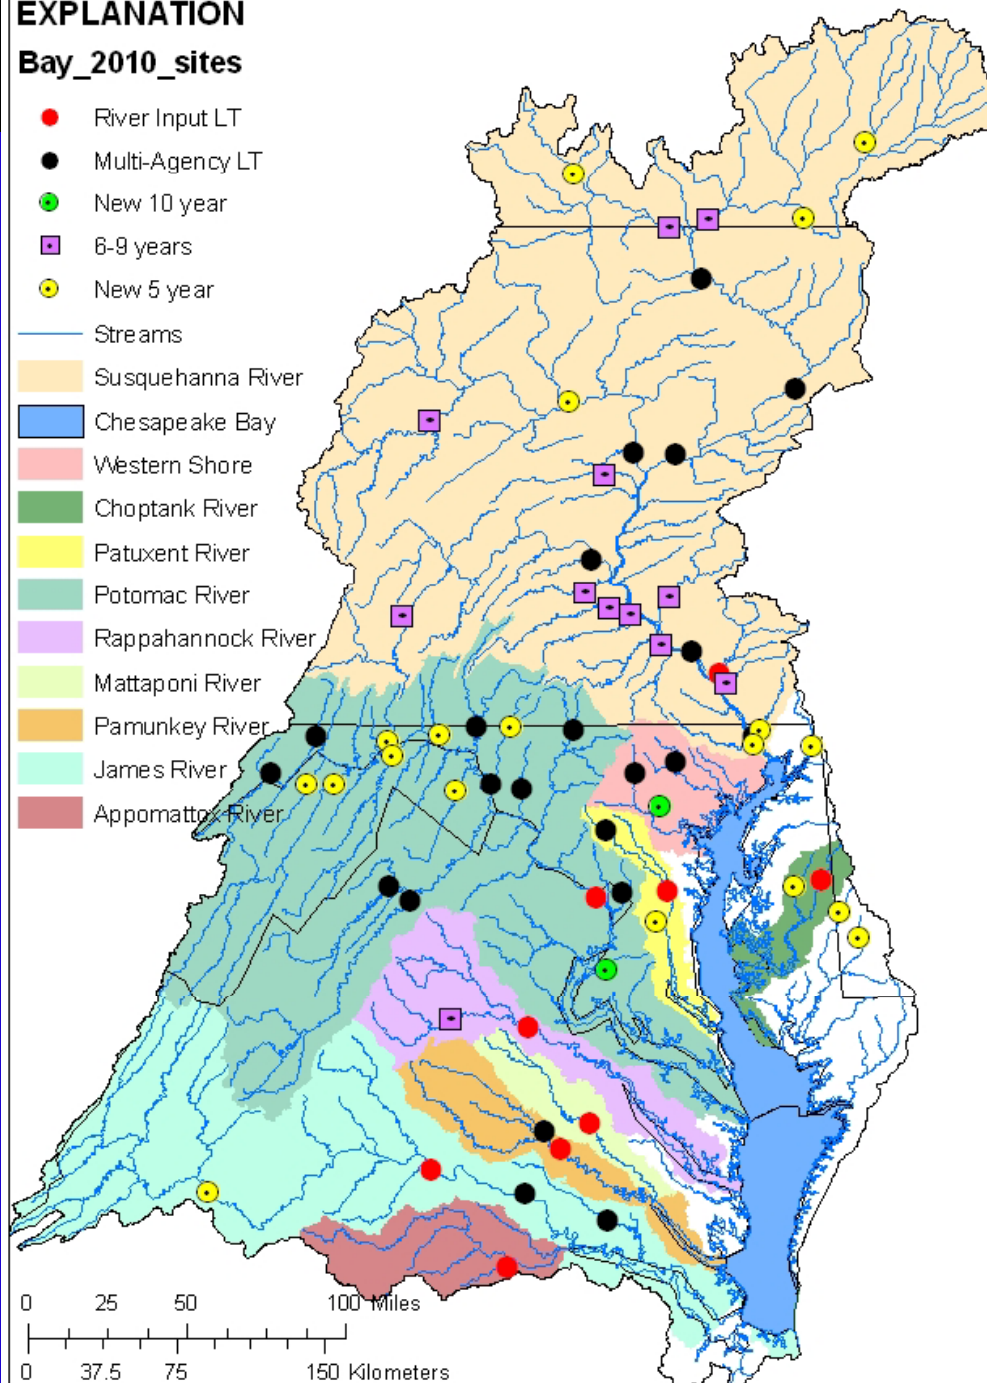 EXPLANATION
Bay_2010_sites
River Input LT
Multi-Agency LT
New 10 year
6-9 years
New 5 year
Streams
Susquehanna River
Chesapeake Bay
Western Shore
Choptank River
Patuxent River
Potomac River
Rappahannock River
Mattaponi River
Pamunkey River
James River
Appomattox River
0 25 50 100 Miles
0 37.5 75 150 Kilometers